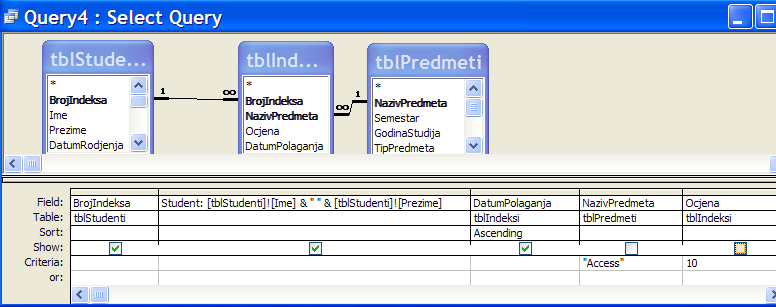 Query4 : Select Query
tblStude...
tblInd...
tblPredmeti
*
BrojIndeksa
Ime
Prezime
DatumRodjenja
1
∞
*
BrojIndeksa
NazivPredmeta
Ocjena
DatumPolaganja
∞
1
*
NazivPredmeta
Semestar
GodinaStudija
TipPredmeta
Field: BrojIndeksa Student: [tblStudenti]![Ime] & " " & [tblStudenti]![Prezime] DatumPolaganja NazivPredmeta Ocjena
Table: tblStudenti tblIndeksi tblPredmeti tblIndeksi
Sort: Ascending
Show:
Criteria: "Access" 10
or: